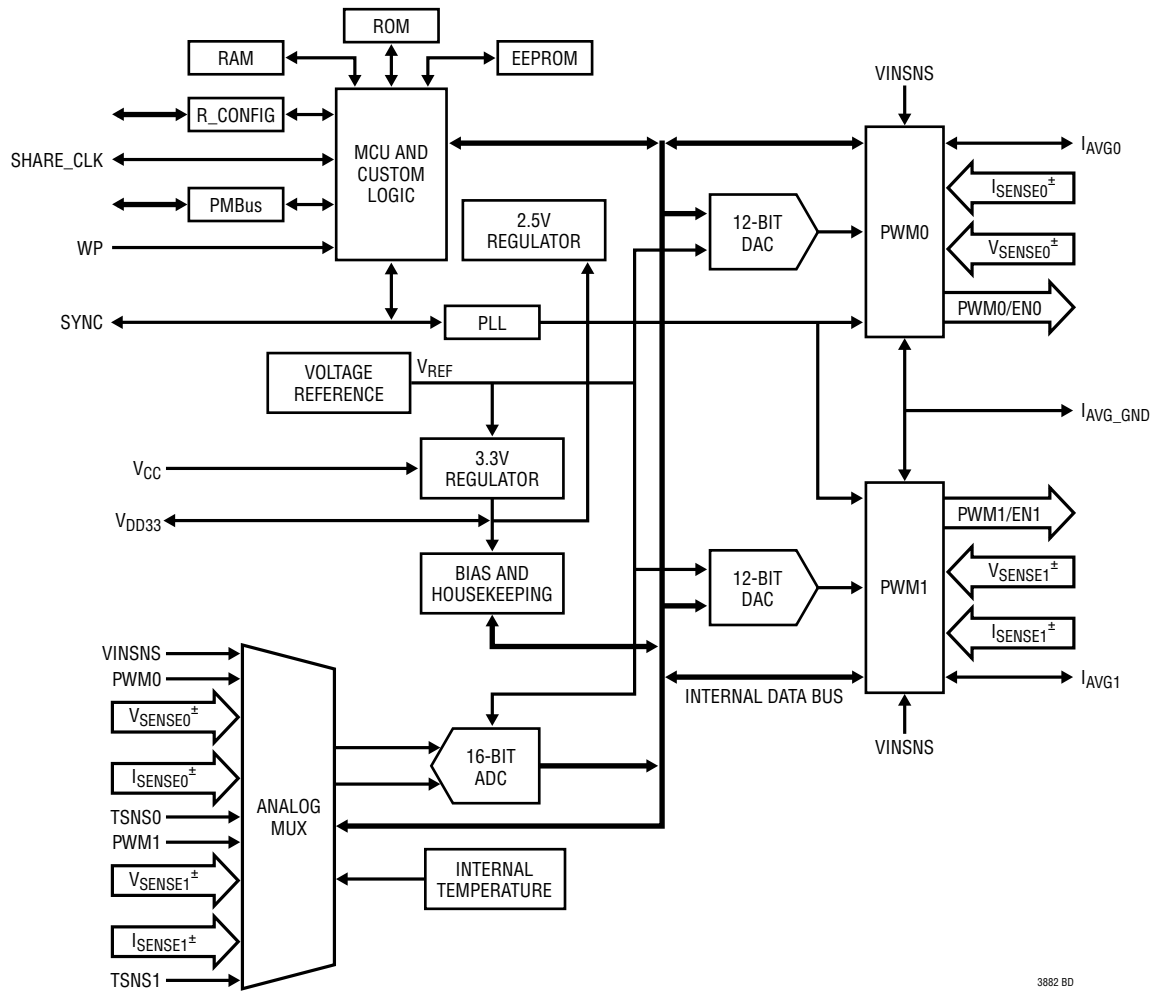 ROM
RAM
EEPROM
R_CONFIG
SHARE_CLK
PMBus
WP
MCU AND
CUSTOM
LOGIC
SYNC
PLL
2.5V
REGULATOR
VOLTAGE
REFERENCE
VREF
VCC
3.3V
REGULATOR
VDD33
BIAS AND
HOUSEKEEPING
12-BIT
DAC
VINSNS
PWM0
IAVG0
ISENSE0±
VSENSE0±
PWM0/EN0
IAVG_GND
12-BIT
DAC
PWM1
PWM1/EN1
VSENSE1±
ISENSE1±
IAVG1
VINSNS
INTERNAL DATA BUS
VINSNS
PWM0
VSENSE0±
ISENSE0±
TSNS0
PWM1
VSENSE1±
ISENSE1±
TSNS1
ANALOG
MUX
16-BIT
ADC
INTERNAL
TEMPERATURE
3882 BD